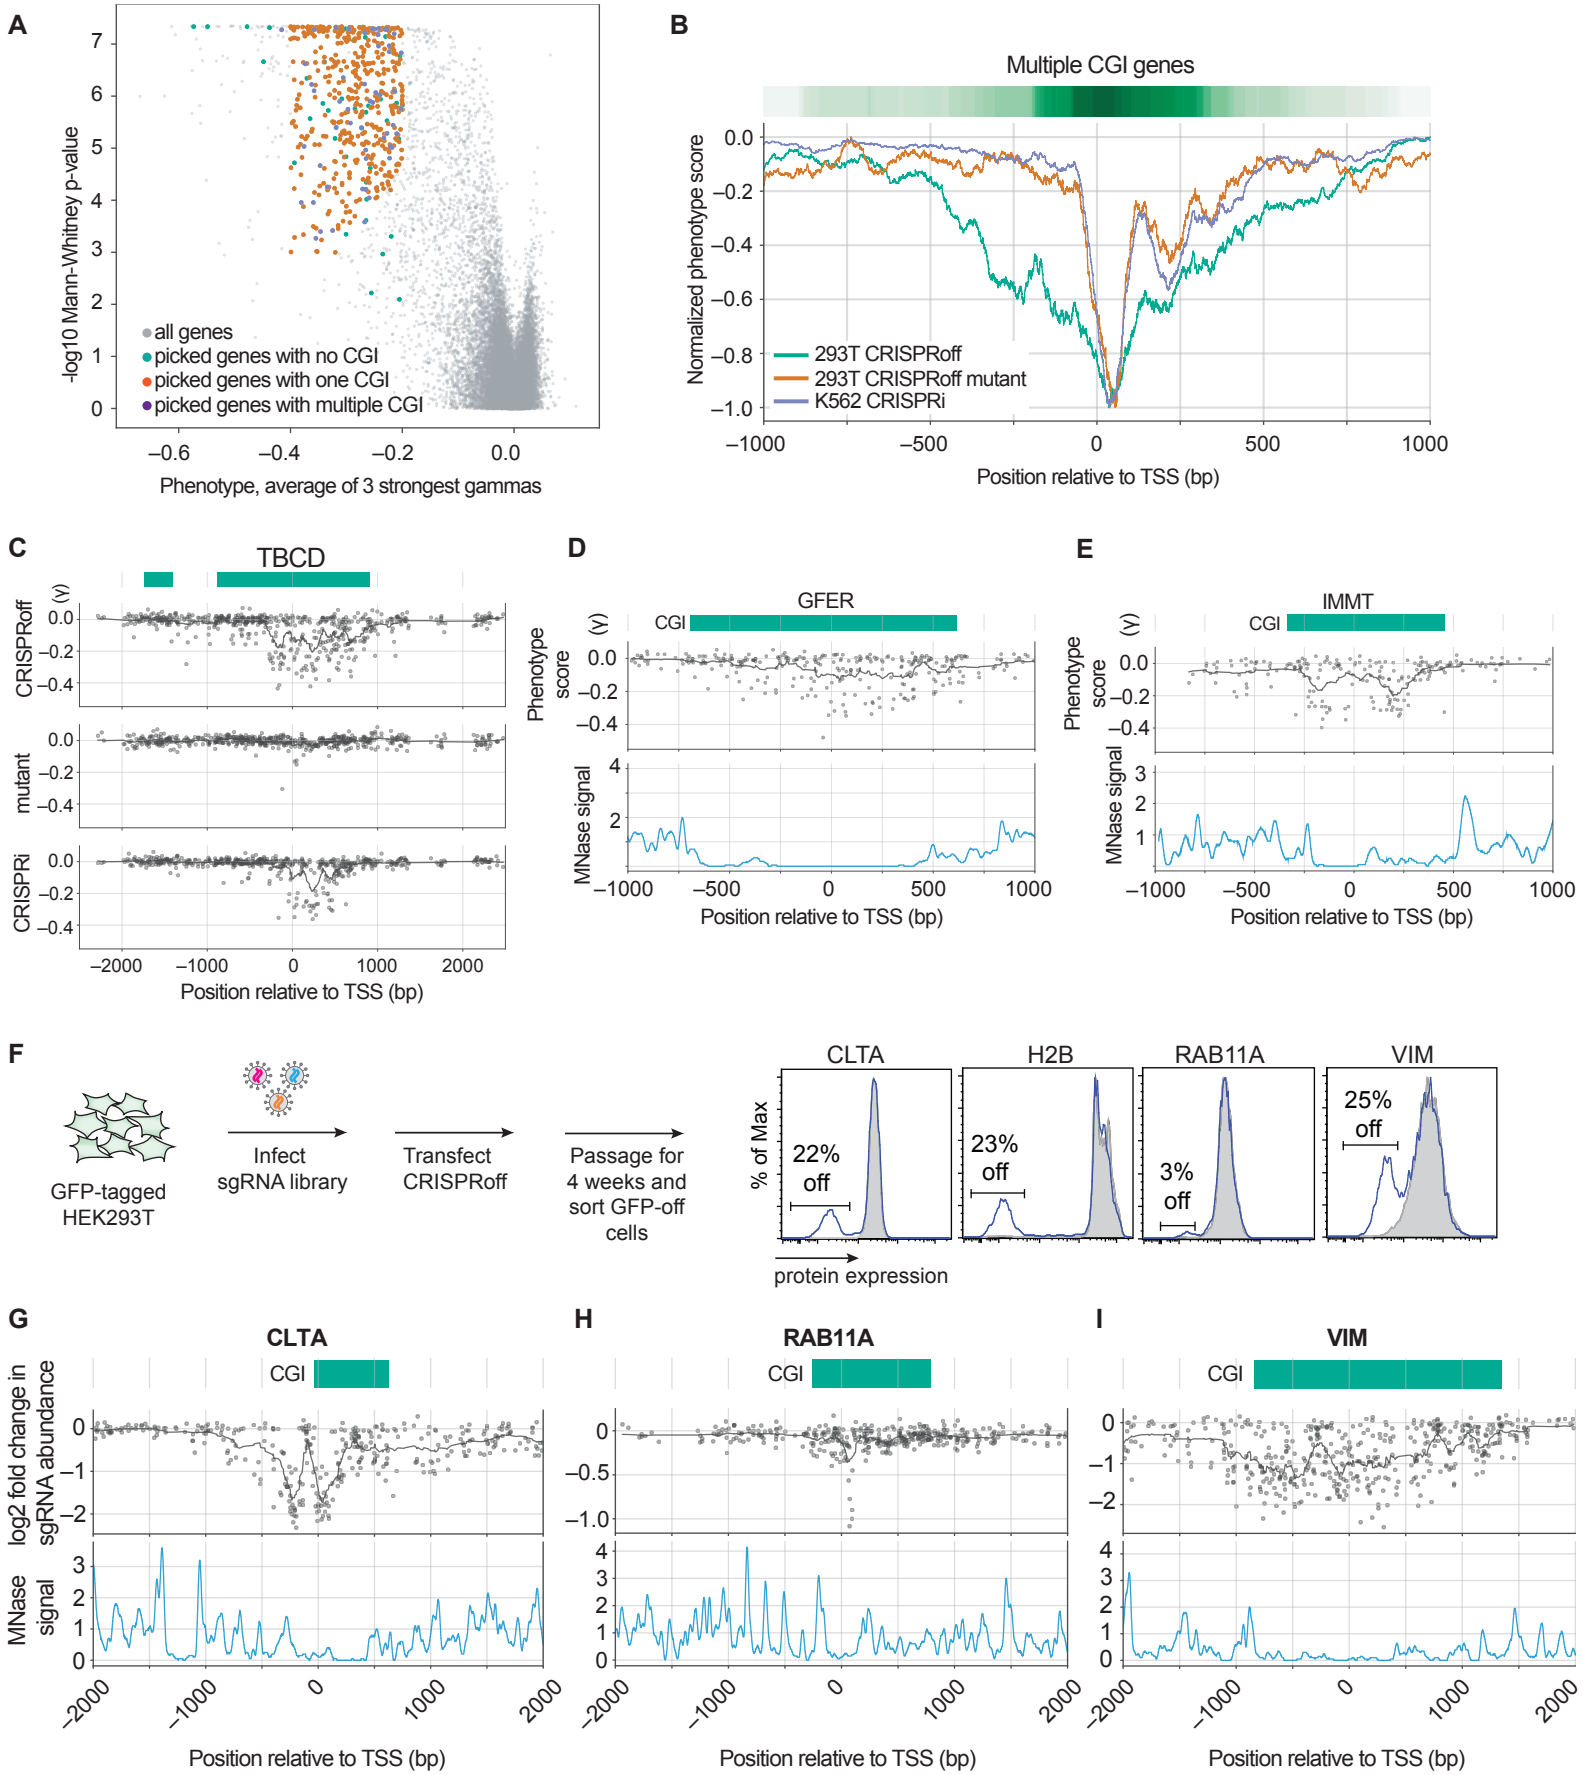 A
7
6
5
4
3
2
1
0
-log10 Mann-Whitney p-value
all genes
picked genes with no CGI
picked genes with one CGI
picked genes with multiple CGI
–0.6
–0.4
–0.2
0.0
Phenotype, average of 3 strongest gammas
B
Multiple CGI genes
Normalized phenotype score
0.0
–0.2
–0.4
–0.6
–0.8
–1.0
293T CRISPRoff
293T CRISPRoff mutant
K562 CRISPRi
–1000
–500
0
500
1000
Position relative to TSS (bp)
C
TBCD
(γ)
CRISPRoff
0.0
–0.2
–0.4
mutant
0.0
–0.2
–0.4
CRISPRi
0.0
–0.2
–0.4
–2000
–1000
0
1000
2000
Position relative to TSS (bp)
D
GFER
CGI
(γ)
Phenotype
score
0.0
–0.2
–0.4
MNase signal
4
2
–1000
–500
0
500
1000
Position relative to TSS (bp)
E
IMMT
CGI
(γ)
Phenotype
score
0.0
–0.2
–0.4
MNase signal
3
2
1
–1000
–500
0
500
1000
Position relative to TSS (bp)
F
GFP-tagged
HEK293T
Infect
sgRNA library
Transfect
CRISPRoff
Passage for
4 weeks and
sort GFP-off
cells
% of Max
CLTA
22%
off
H2B
23%
off
RAB11A
3%
off
VIM
25%
off
protein expression
G
CLTA
CGI
log2 fold change in
sgRNA abundance
0
–1
–2
MNase
signal
3
2
1
0
–2000
–1000
0
1000
2000
Position relative to TSS (bp)
H
RAB11A
CGI
0
–0.5
–1.0
4
3
2
1
0
–2000
–1000
0
1000
2000
Position relative to TSS (bp)
I
VIM
CGI
0
–1
–2
4
3
2
1
0
–2000
–1000
0
1000
2000
Position relative to TSS (bp)